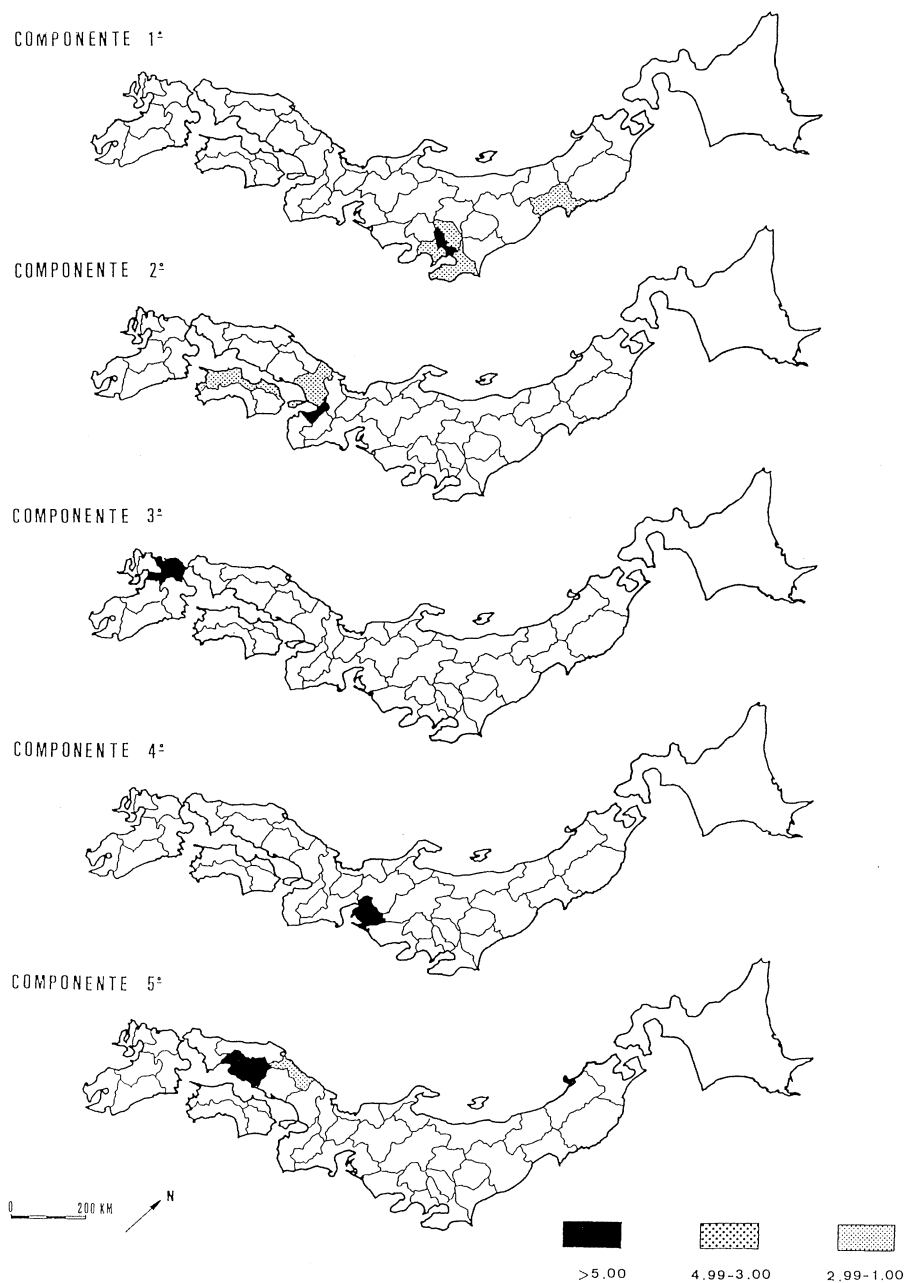 COMPONENTE 1ª
COMPONENTE 2ª
COMPONENTE 3ª
COMPONENTE 4ª
COMPONENTE 5ª
0 200 KM
N
>5.00 4.99-3.00 2.99-1.00